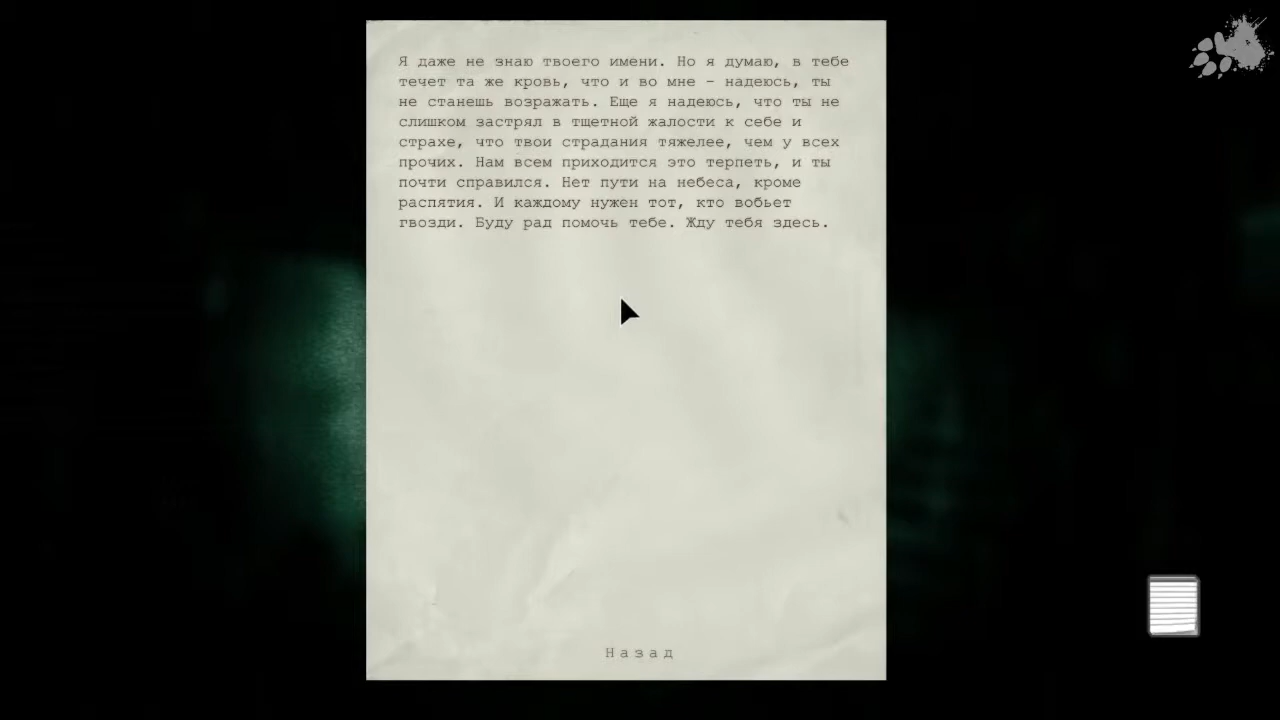 Я даже не знаю твоего имени. Но я думаю, в тебе
течет та же кровь, что и во мне - надеюсь, ты
не станешь возражать. Еще я надеюсь, что ты не
слишком застрял в тщетной жалости к себе и
страхе, что твои страдания тяжелее, чем у всех
прочих. Нам всем приходится это терпеть, и ты
почти справился. Нет пути на небеса, кроме
распятия. И каждому нужен тот, кто вобьет
гвозди. Буду рад помочь тебе. Жду тебя здесь.
Назад